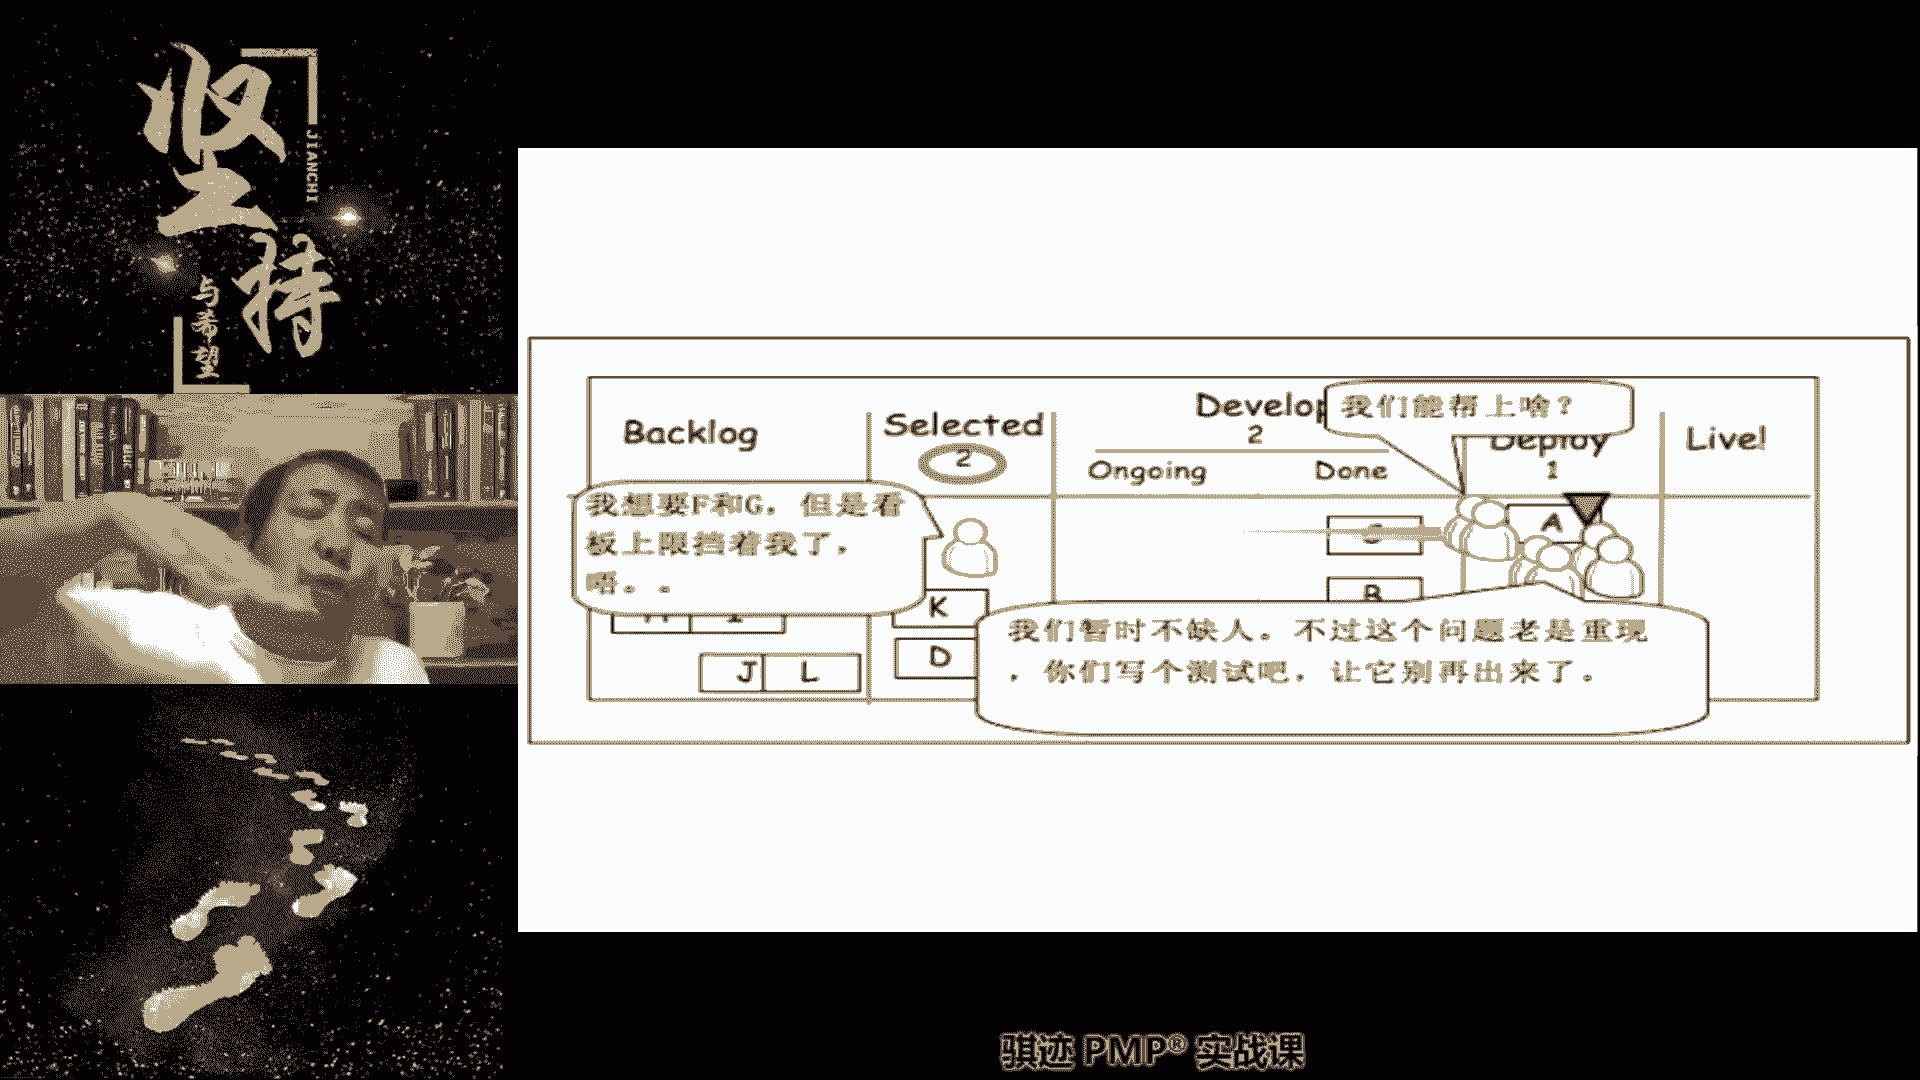 坚持
JIANCHI
与希望
Backlog
Selected
2
Develop
2
Ongoing
Done
我们能帮上啥？
Deploy
1
Live!
我想要F和G，但是看
板上限挡着我了，
唔。。
A
B
K
D
J L
我们暂时不缺人。不过这个问题老是重现
，你们写个测试吧，让它别再出来了。
骐迹 PMP® 实战课